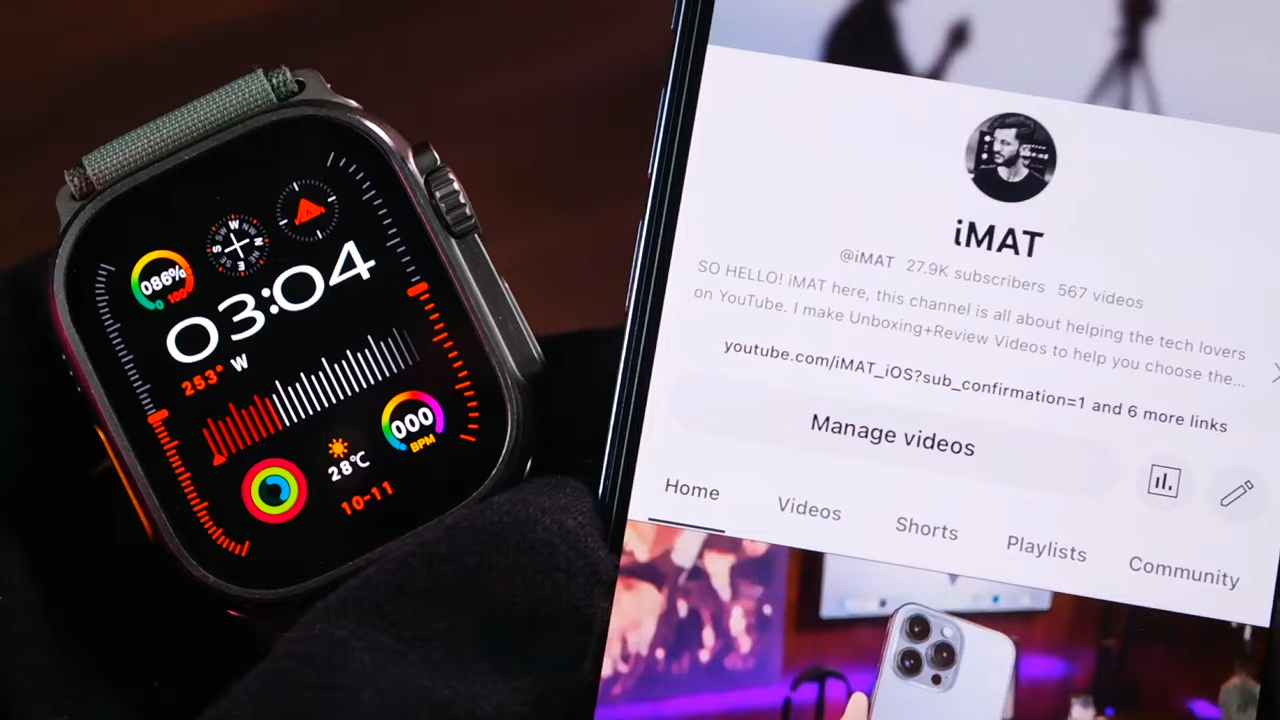 W
N
S
E
086%
0 100
03:04
253° W
000
BPM
28°C
10-11
iMAT
@iMAT 27.9K subscribers 567 videos
SO HELLO! iMAT here, this channel is all about helping the tech lovers
on YouTube. I make Unboxing+Review Videos to help you choose the...
youtube.com/iMAT_iOS?sub_confirmation=1 and 6 more links
Manage videos
Home Videos Shorts Playlists Community